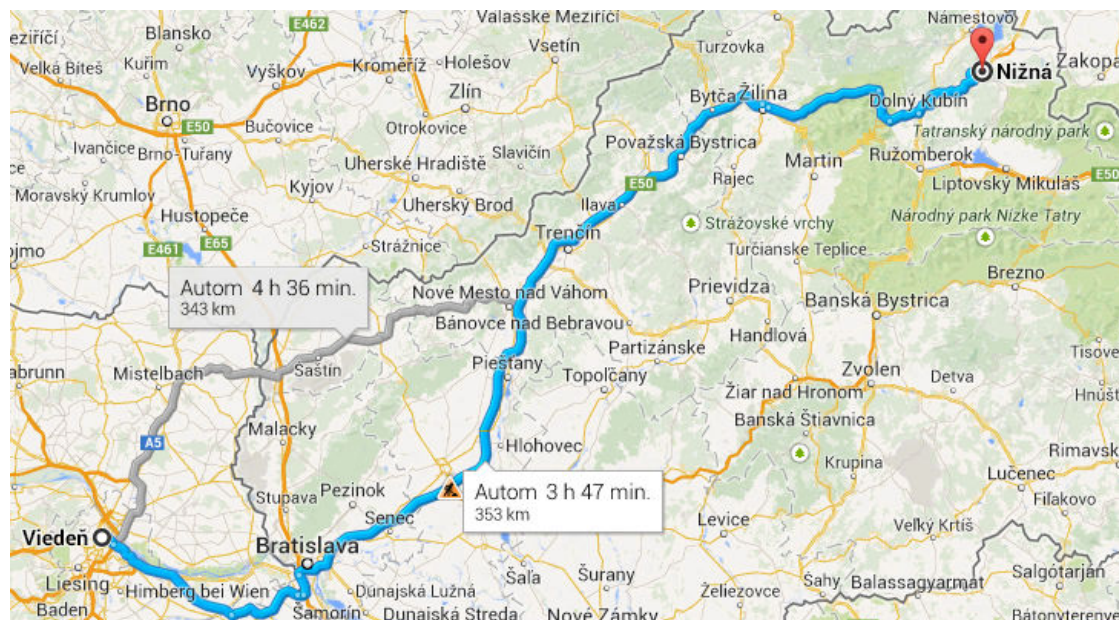 E462
Valašské Meziříčí
Námestovo
eziříčí
Blansko
Turzovka
Vsetín
Zakopa
Velká Biteš
Kuřim
Vyškov
Kroměříž
Holešov
Nižná
Brno
Zlín
Bytča
Žilina
Dolný Kubín
E50
Bučovice
Otrokovice
Tatranský národný park
Ivančice
Brno-Tuřany
Slavičín
Považská Bystrica
Martin
Ružomberok
Uherské Hradiště
E50
Rajec
E50
Moravský Krumlov
Kyjov
Liptovský Mikuláš
Uherský Brod
Ilava
Hustopeče
Strážovské vrchy
Národný park Nízke Tatry
ojmo
E461
E65
Strážnice
Trenčín
Turčianske Teplice
Brezno
Autom 4 h 36 min.
343 km
Nové Mesto nad Váhom
Prievidza
Banská Bystrica
Bánovce nad Bebravou
Handlová
Partizánske
Tisove
Saštín
Piešťany
Zvolen
abrunn
Mistelbach
Topoľčany
Detva
Žiar nad Hronom
Hnúšť
Malacky
Banská Štiavnica
A5
Hlohovec
Rimavsk
Krupina
Lučenec
Autom 3 h 47 min.
353 km
Stupava
Pezinok
Fiľakovo
Senec
Levice
Veľký Krtíš
Viedeň
Bratislava
Liesing
Šaľa
Šurany
Šahy
Balassagyarmat
Salgótarján
Himberg bei Wien
Dunajská Lužná
Želiezovce
Baden
Šamorín
Dunajská Streda
Nové Zámky
Bátonyterenye